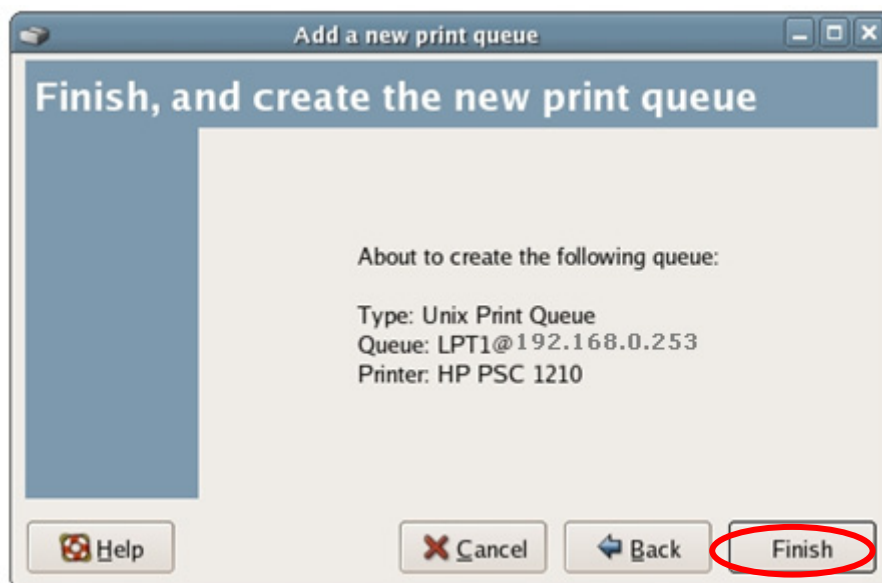 Add a new print queue
Finish, and create the new print queue
About to create the following queue:
Type: Unix Print Queue
Queue: LPT1@192.168.0.253
Printer: HP PSC 1210
Help
Cancel
Back
Finish